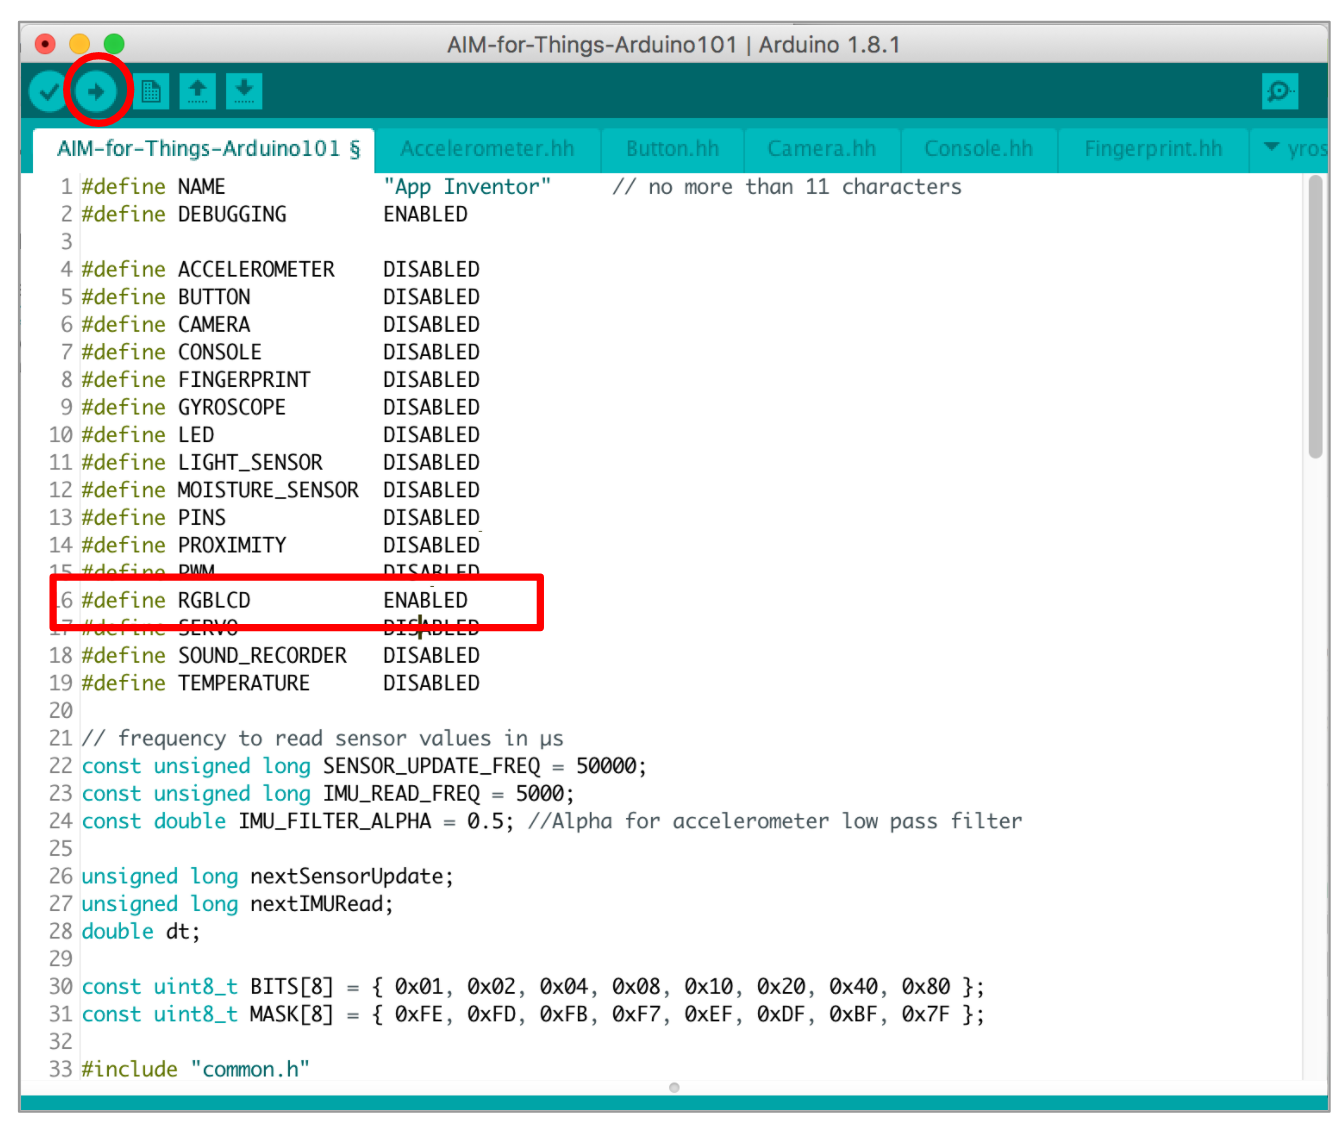 AIM-for-Things-Arduino101 | Arduino 1.8.1
AIM-for-Things-Arduino101 § Accelerometer.hh Button.hh Camera.hh Console.hh Fingerprint.hh yros
1 #define NAME "App Inventor" // no more than 11 characters
2 #define DEBUGGING ENABLED
3
4 #define ACCELEROMETER DISABLED
5 #define BUTTON DISABLED
6 #define CAMERA DISABLED
7 #define CONSOLE DISABLED
8 #define FINGERPRINT DISABLED
9 #define GYROSCOPE DISABLED
10 #define LED DISABLED
11 #define LIGHT_SENSOR DISABLED
12 #define MOISTURE_SENSOR DISABLED
13 #define PINS DISABLED
14 #define PROXIMITY DISABLED
15 #define PWM DISABLED
16 #define RGBLCD ENABLED
17 #define SERVO DISABLED
18 #define SOUND_RECORDER DISABLED
19 #define TEMPERATURE DISABLED
20
21 // frequency to read sensor values in µs
22 const unsigned long SENSOR_UPDATE_FREQ = 50000;
23 const unsigned long IMU_READ_FREQ = 5000;
24 const double IMU_FILTER_ALPHA = 0.5; //Alpha for accelerometer low pass filter
25
26 unsigned long nextSensorUpdate;
27 unsigned long nextIMURead;
28 double dt;
29
30 const uint8_t BITS[8] = { 0x01, 0x02, 0x04, 0x08, 0x10, 0x20, 0x40, 0x80 };
31 const uint8_t MASK[8] = { 0xFE, 0xFD, 0xFB, 0xF7, 0xEF, 0xDF, 0xBF, 0x7F };
32
33 #include "common.h"